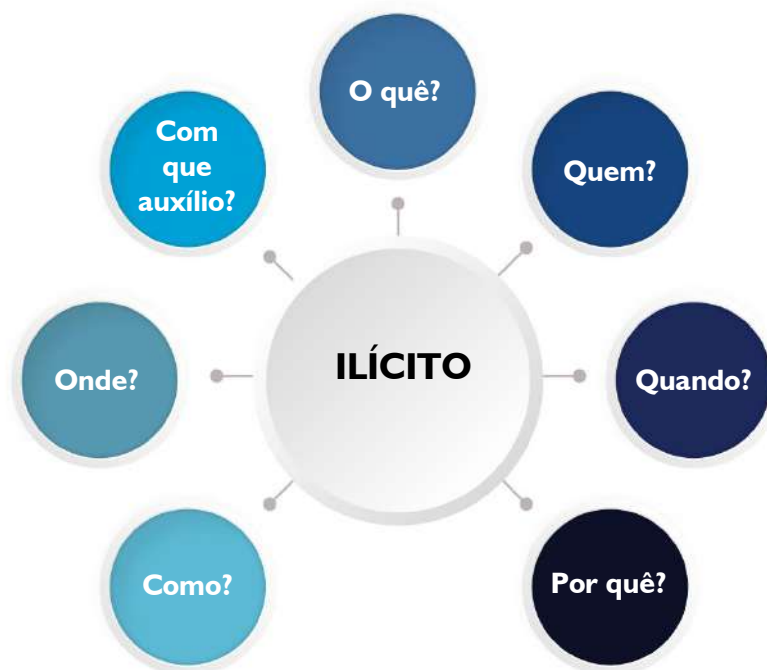 O quê?
Quem?
Quando?
Por quê?
Como?
Onde?
Com
que
auxílio?
ILÍCITO